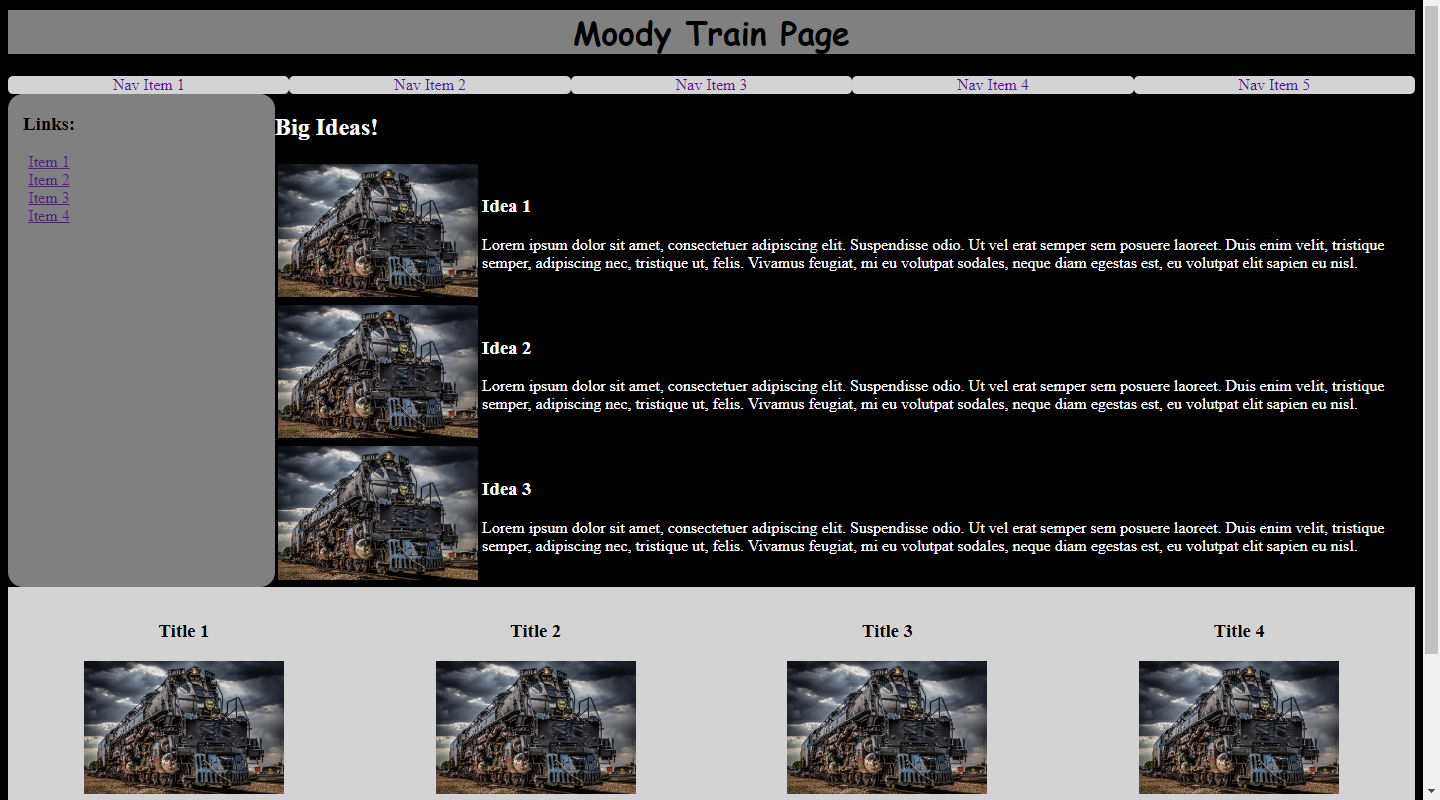 Moody Train Page
Nav Item 1
Nav Item 2
Nav Item 3
Nav Item 4
Nav Item 5
Links:
Item 1
Item 2
Item 3
Item 4
Big Ideas!
Idea 1
Lorem ipsum dolor sit amet, consectetuer adipiscing elit. Suspendisse odio. Ut vel erat semper sem posuere laoreet. Duis enim velit, tristique
semper, adipiscing nec, tristique ut, felis. Vivamus feugiat, mi eu volutpat sodales, neque diam egestas est, eu volutpat elit sapien eu nisl.
Idea 2
Lorem ipsum dolor sit amet, consectetuer adipiscing elit. Suspendisse odio. Ut vel erat semper sem posuere laoreet. Duis enim velit, tristique
semper, adipiscing nec, tristique ut, felis. Vivamus feugiat, mi eu volutpat sodales, neque diam egestas est, eu volutpat elit sapien eu nisl.
Idea 3
Lorem ipsum dolor sit amet, consectetuer adipiscing elit. Suspendisse odio. Ut vel erat semper sem posuere laoreet. Duis enim velit, tristique
semper, adipiscing nec, tristique ut, felis. Vivamus feugiat, mi eu volutpat sodales, neque diam egestas est, eu volutpat elit sapien eu nisl.
Title 1
Title 2
Title 3
Title 4